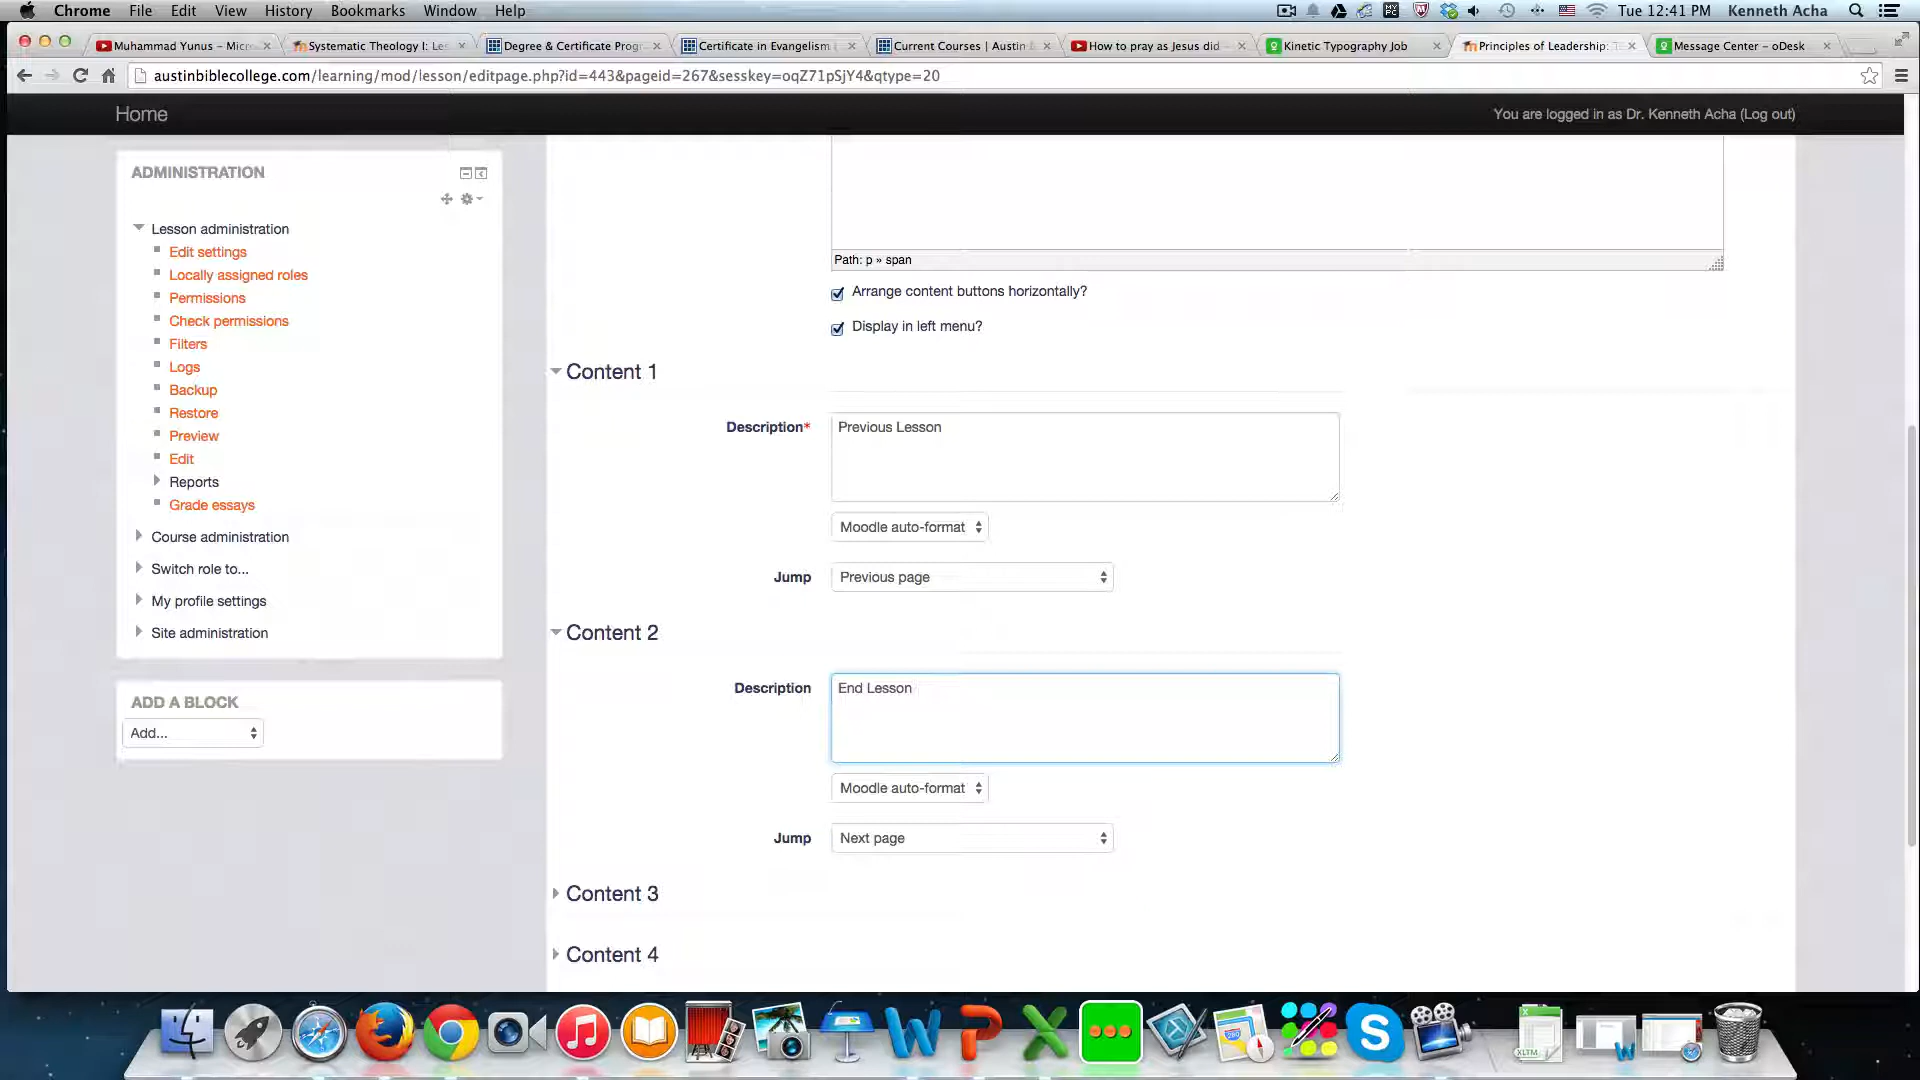 Chrome File Edit View History Bookmarks Window Help Tue 12:41 PM Kenneth Acha
Muhammad Yunus – Micr Systematic Theology I: Les Degree & Certificate Prog Certificate in Evangelism Current Courses | Austin How to pray as Jesus did Kinetic Typography Job Principles of Leadership: Message Center – oDesk
austinbiblecollege.com/learning/mod/lesson/editpage.php?id=443&pageid=267&sesskey=oqZ71pSjY4&qtype=20
Home You are logged in as Dr. Kenneth Acha (Log out)
ADMINISTRATION
Lesson administration
Edit settings
Locally assigned roles
Permissions
Check permissions
Filters
Logs
Backup
Restore
Preview
Edit
Reports
Grade essays
Course administration
Switch role to...
My profile settings
Site administration
ADD A BLOCK
Add...
Path: p » span
Arrange content buttons horizontally?
Display in left menu?
Content 1
Description* Previous Lesson
Moodle auto-format
Jump Previous page
Content 2
Description End Lesson
Moodle auto-format
Jump Next page
Content 3
Content 4
XLTM